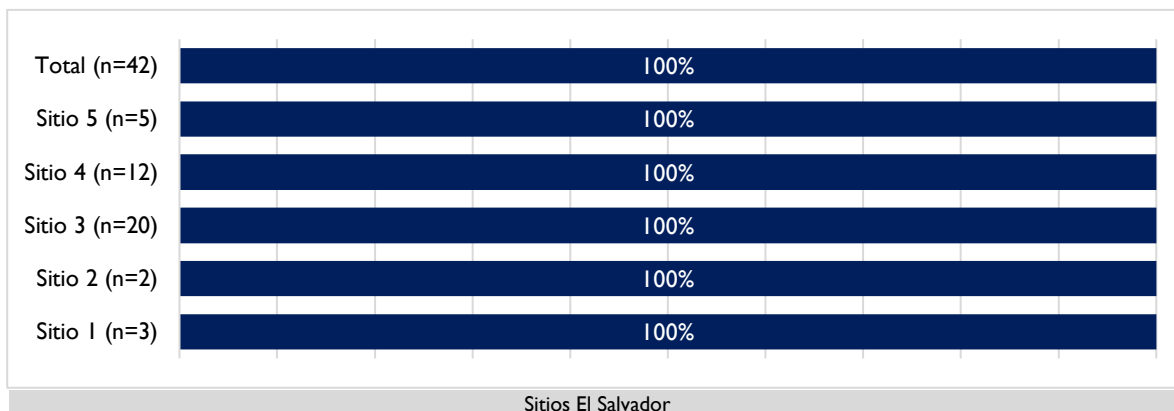 Total (n=42)
100%
Sitio 5 (n=5)
100%
Sitio 4 (n=12)
100%
Sitio 3 (n=20)
100%
Sitio 2 (n=2)
100%
Sitio 1 (n=3)
100%
Sitios El Salvador